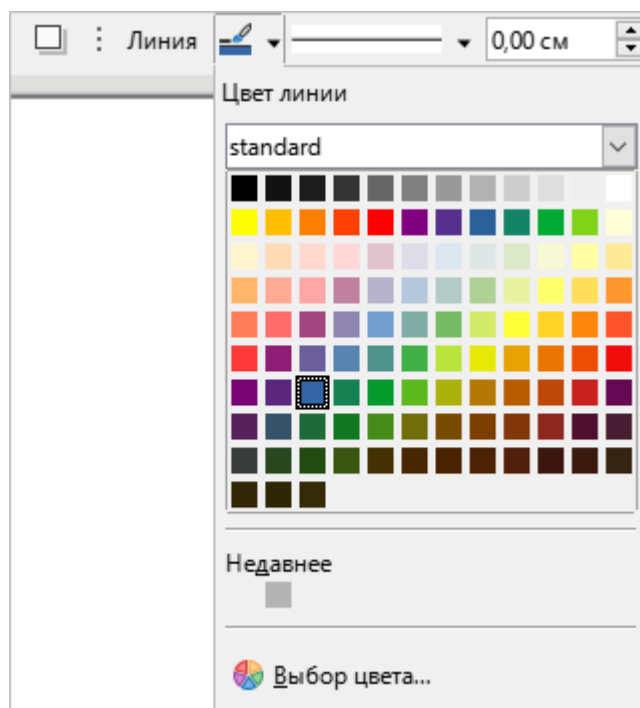 Линия 0,00 см
Цвет линии
standard
Недавнее
Выбор цвета...